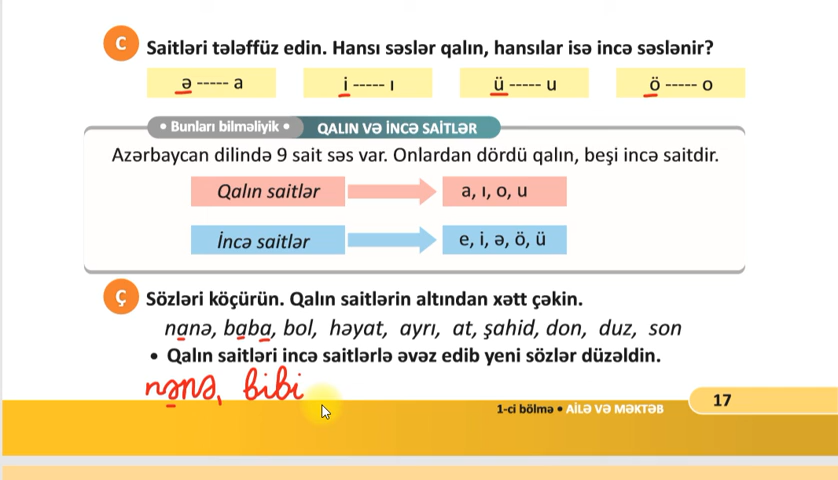 C Saitləri tələffüz edin. Hansı səslər qalın, hansılar isə incə səslənir?
ə ----- a i ----- ı ü ----- u ö ----- o
• Bunları bilməliyik • QALIN VƏ İNCƏ SAİTLƏR
Azərbaycan dilində 9 sait səs var. Onlardan dördü qalın, beşi incə saitdir.
Qalın saitlər a, ı, o, u
İncə saitlər e, i, ə, ö, ü
Ç Sözləri köçürün. Qalın saitlərin altından xətt çəkin.
nanə, baba, bol, həyat, ayrı, at, şahid, don, duz, son
• Qalın saitləri incə saitlərlə əvəz edib yeni sözlər düzəldin.
nənə, bibi
1-ci bölmə • AİLƏ VƏ MƏKTƏB 17